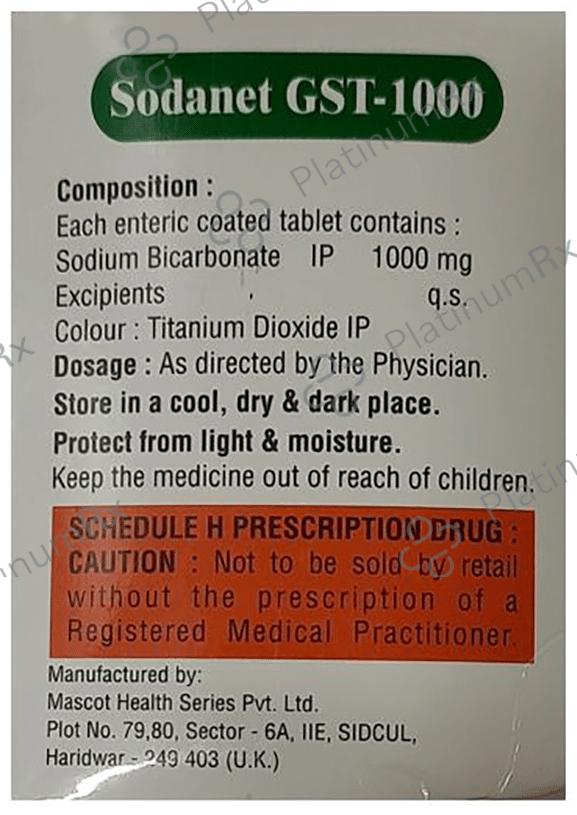 Sodanet GST-1000
Composition :
Each enteric coated tablet contains :
Sodium Bicarbonate IP 1000 mg
Excipients q.s.
Colour : Titanium Dioxide IP
Dosage : As directed by the Physician.
Store in a cool, dry & dark place.
Protect from light & moisture.
Keep the medicine out of reach of children.
SCHEDULE H PRESCRIPTION DRUG :
CAUTION : Not to be sold by retail
without the prescription of a
Registered Medical Practitioner.
Manufactured by:
Mascot Health Series Pvt. Ltd.
Plot No. 79,80, Sector - 6A, IIE, SIDCUL,
Haridwar - 249 403 (U.K.)
PlatinumRx
PlatinumRx